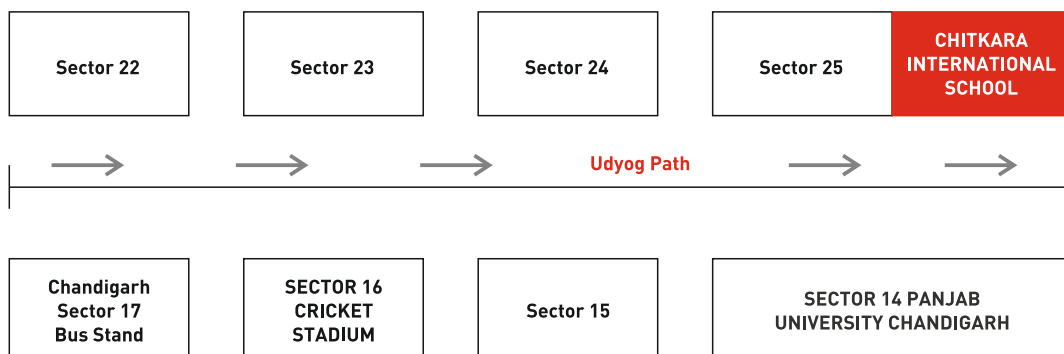 Sector 22
Sector 23
Sector 24
Sector 25
CHITKARA
INTERNATIONAL
SCHOOL
Udyog Path
Chandigarh
Sector 17
Bus Stand
SECTOR 16
CRICKET
STADIUM
Sector 15
SECTOR 14 PANJAB
UNIVERSITY CHANDIGARH